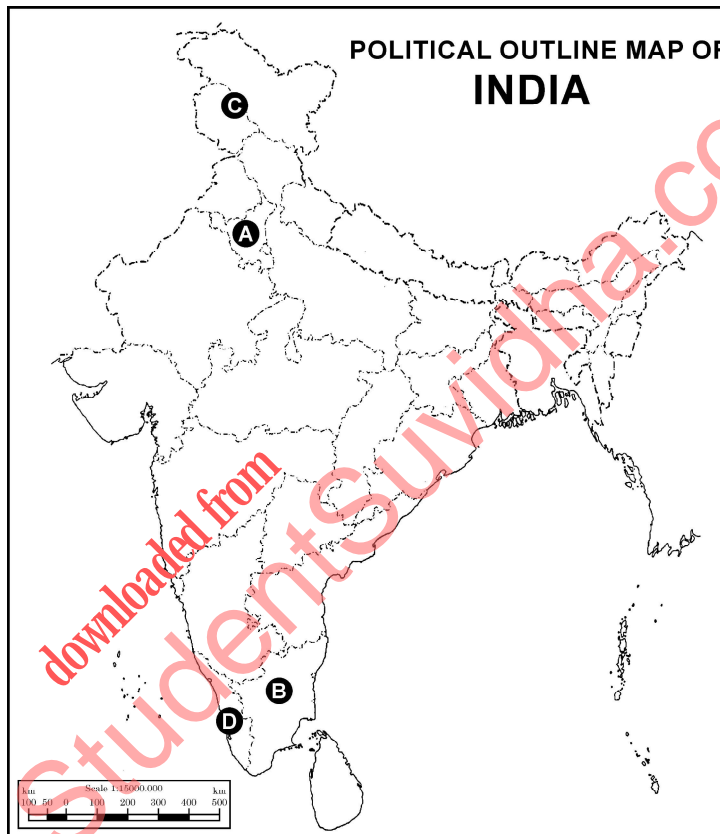 POLITICAL OUTLINE MAP OF
INDIA
C
A
downloaded from
StudentSuvidha.co
B
D
km Scale 1:15000.000 km
100 50 0 100 200 300 400 500